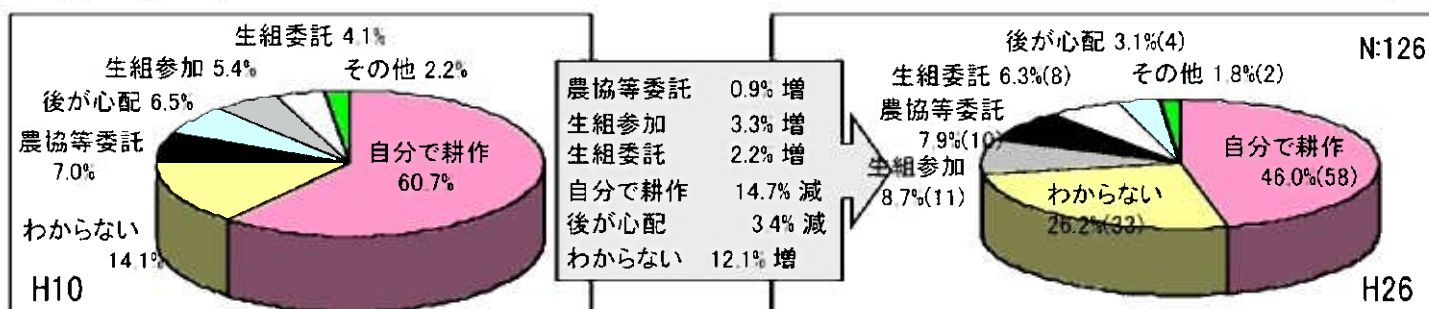 生組委託 4.1%
生組参加 5.4%
その他 2.2%
後が心配 6.5%
農協等委託
7.0%
自分で耕作
60.7%
わからない
14.1%
H10
農協等委託 0.9% 増
生組参加 3.3% 増
生組委託 2.2% 増
自分で耕作 14.7% 減
後が心配 3.4% 減
わからない 12.1% 増
N:126
後が心配 3.1%(4)
生組委託 6.3%(8)
その他 1.8%(2)
農協等委託
7.9%(10)
生組参加
8.7%(11)
自分で耕作
46.0%(58)
わからない
26.2%(33)
H26